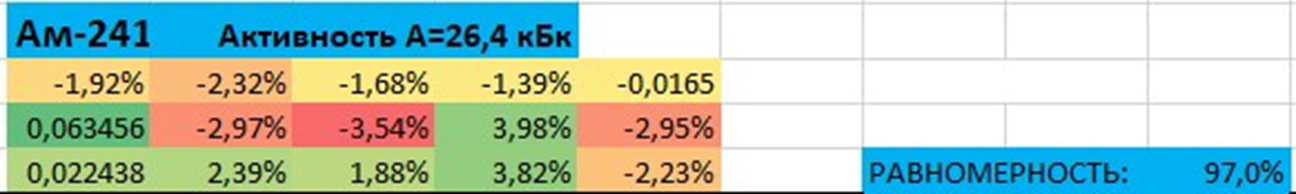 Ам-241 Активность А=26,4 кБк
-1,92% -2,32% -1,68% -1,39% -0,0165
0,063456 -2,97% -3,54% 3,98% -2,95%
0,022438 2,39% 1,88% 3,82% -2,23% РАВНОМЕРНОСТЬ: 97,0%